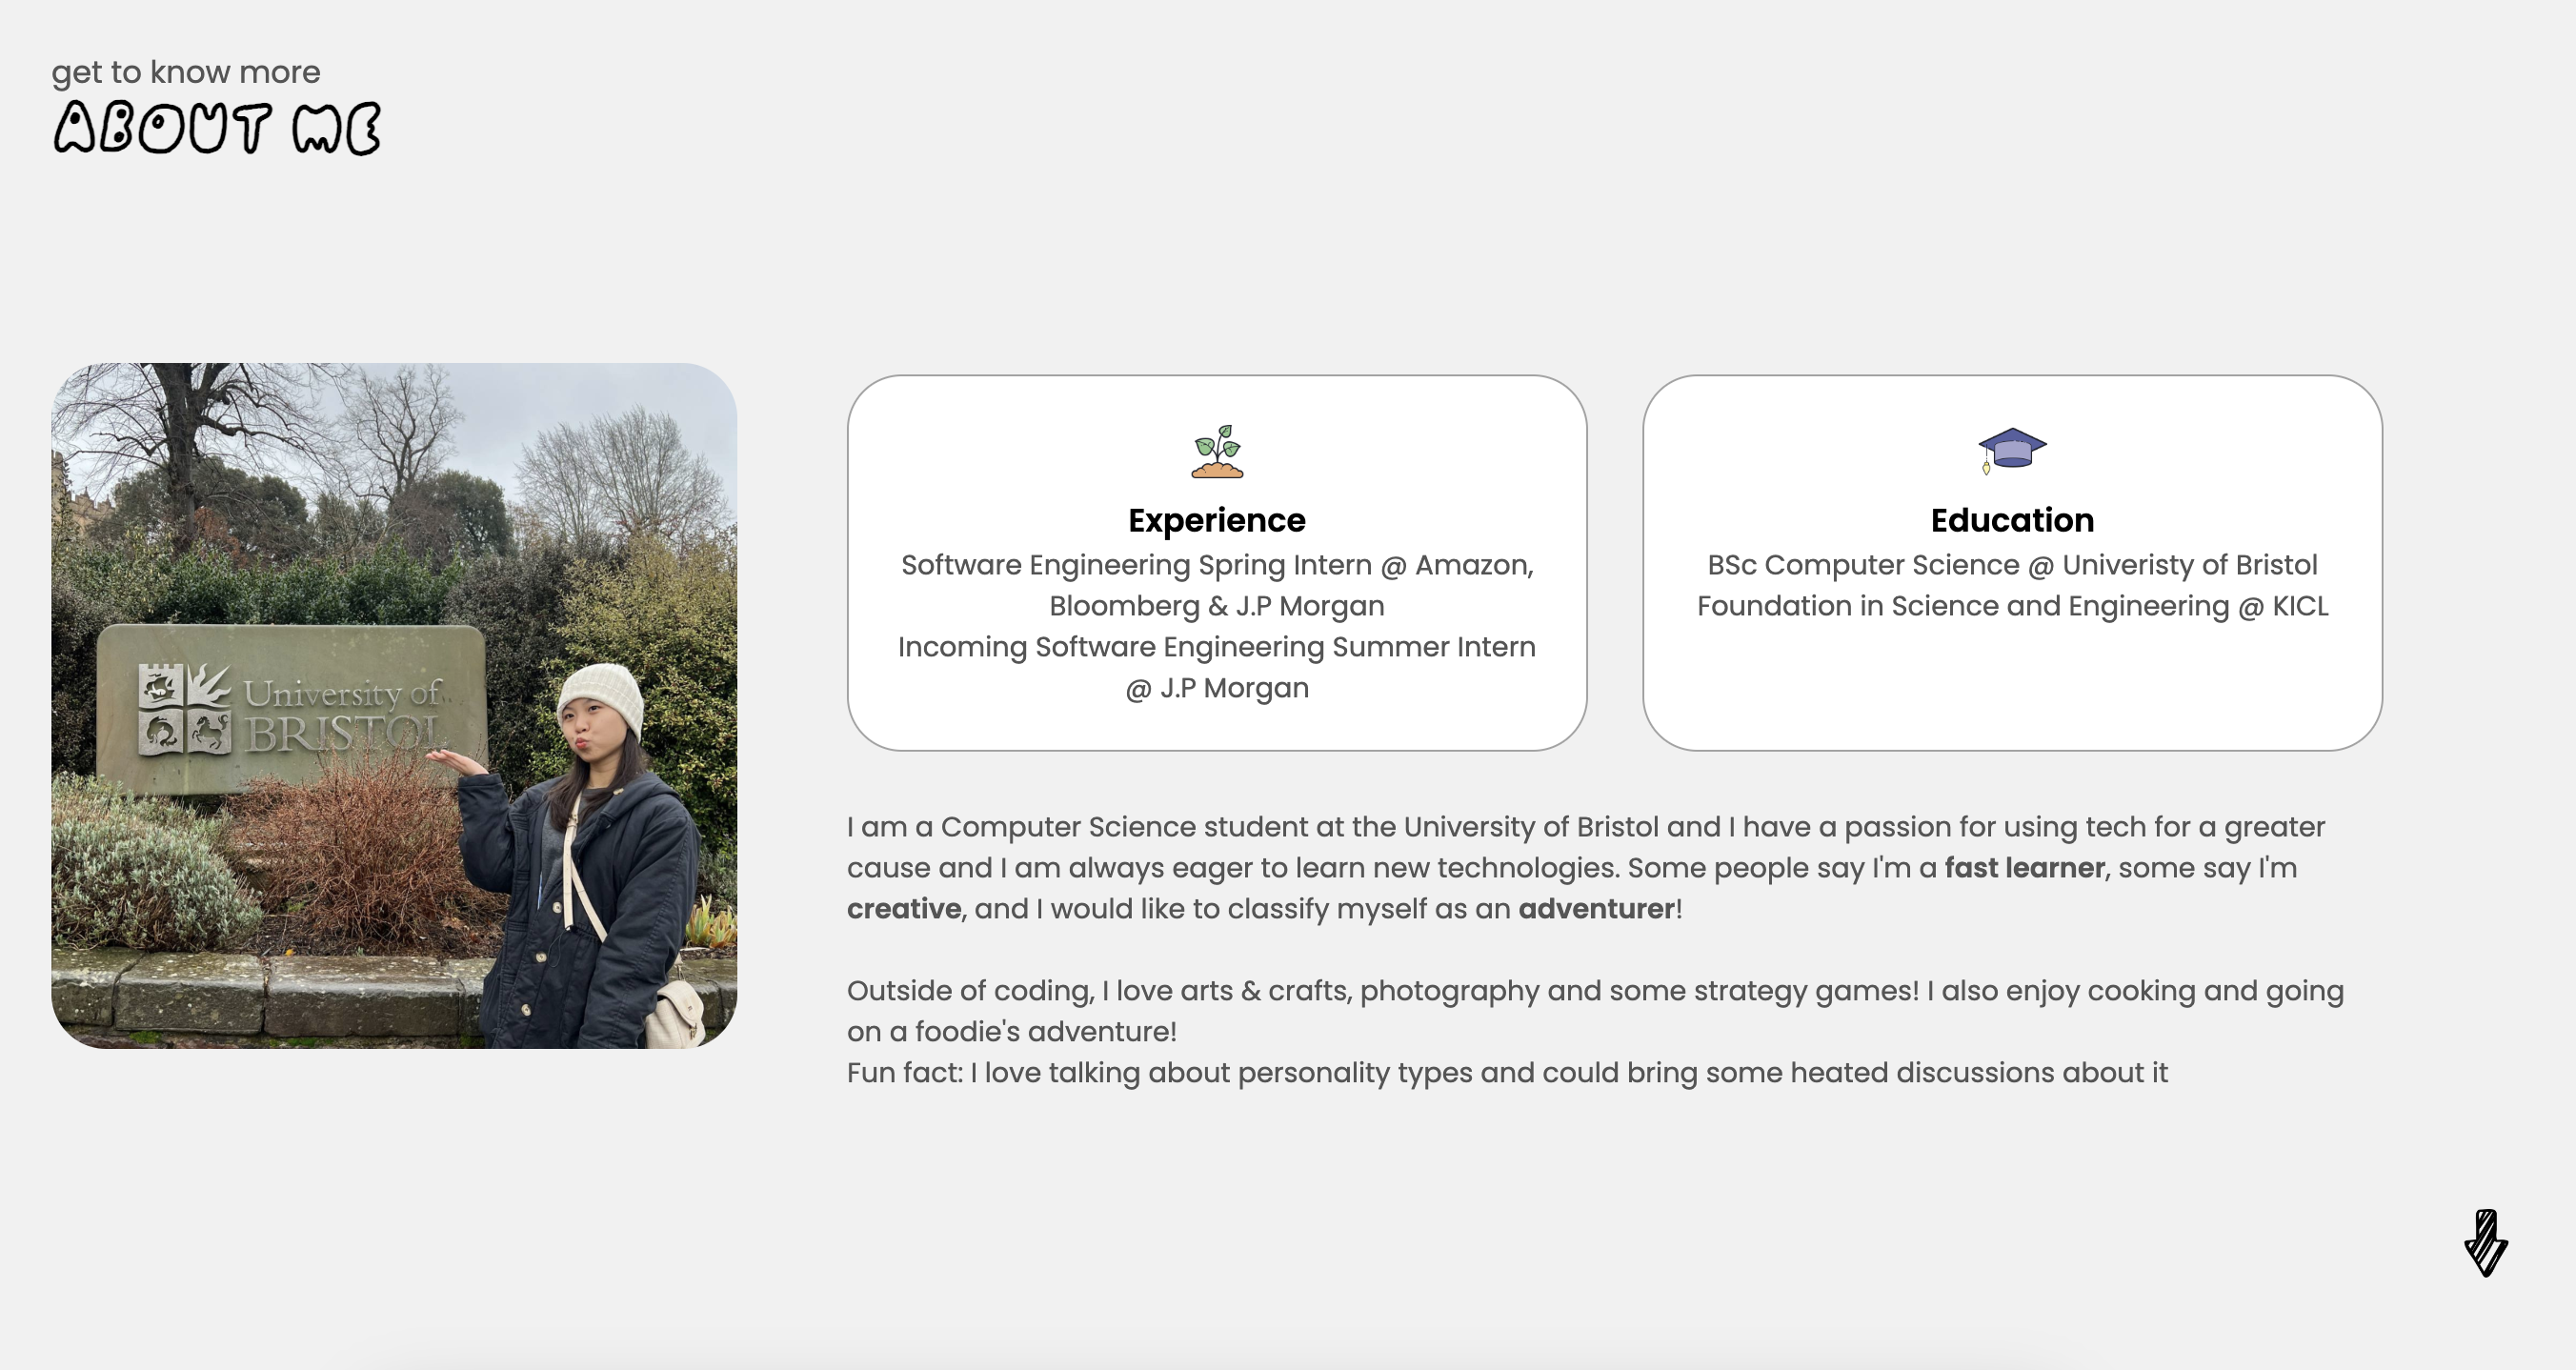 get to know more
ABOUT ME
University of
BRISTOL
Experience
Software Engineering Spring Intern @ Amazon,
Bloomberg & J.P Morgan
Incoming Software Engineering Summer Intern
@ J.P Morgan
Education
BSc Computer Science @ Univeristy of Bristol
Foundation in Science and Engineering @ KICL
I am a Computer Science student at the University of Bristol and I have a passion for using tech for a greater
cause and I am always eager to learn new technologies. Some people say I'm a fast learner, some say I'm
creative, and I would like to classify myself as an adventurer!
Outside of coding, I love arts & crafts, photography and some strategy games! I also enjoy cooking and going
on a foodie's adventure!
Fun fact: I love talking about personality types and could bring some heated discussions about it